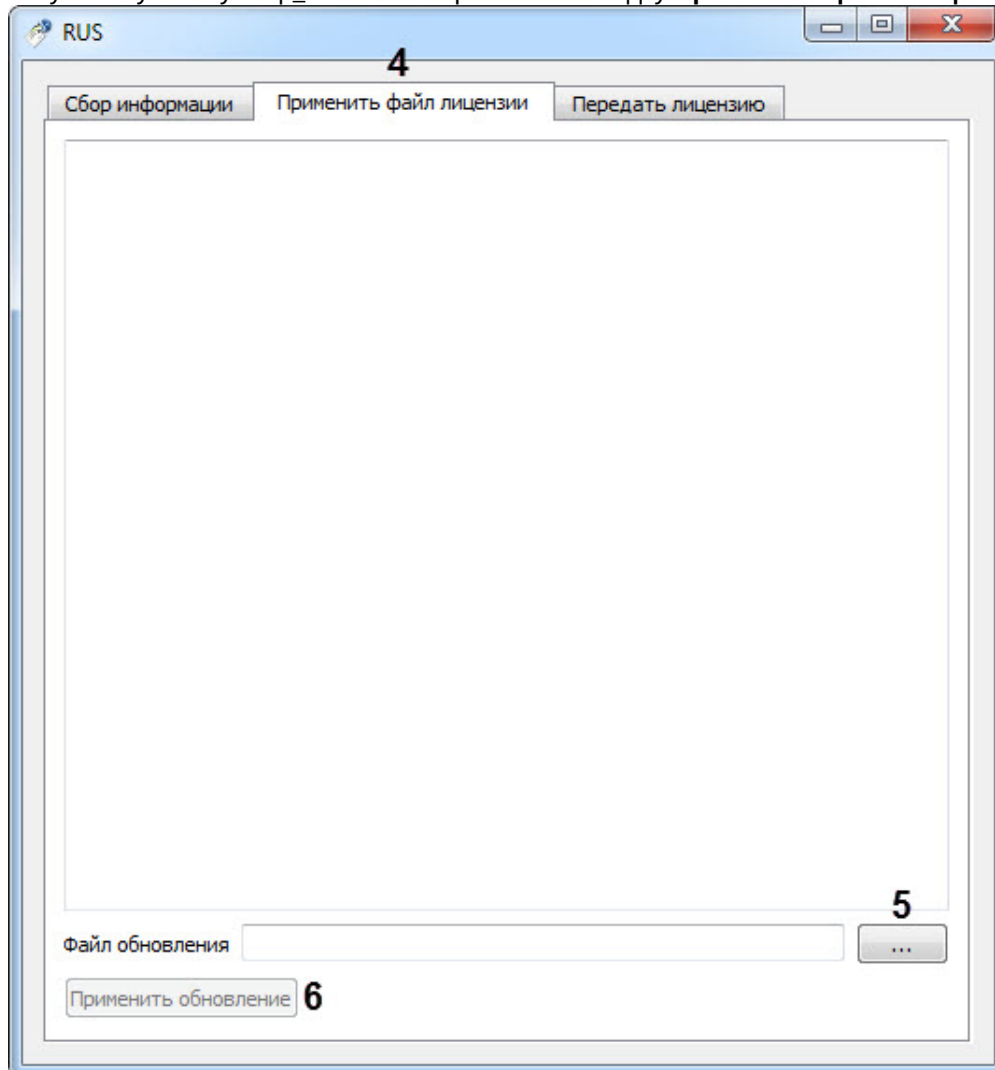 RUS
4
Сбор информации Применить файл лицензии Передать лицензию
5
Файл обновления ...
Применить обновление 6